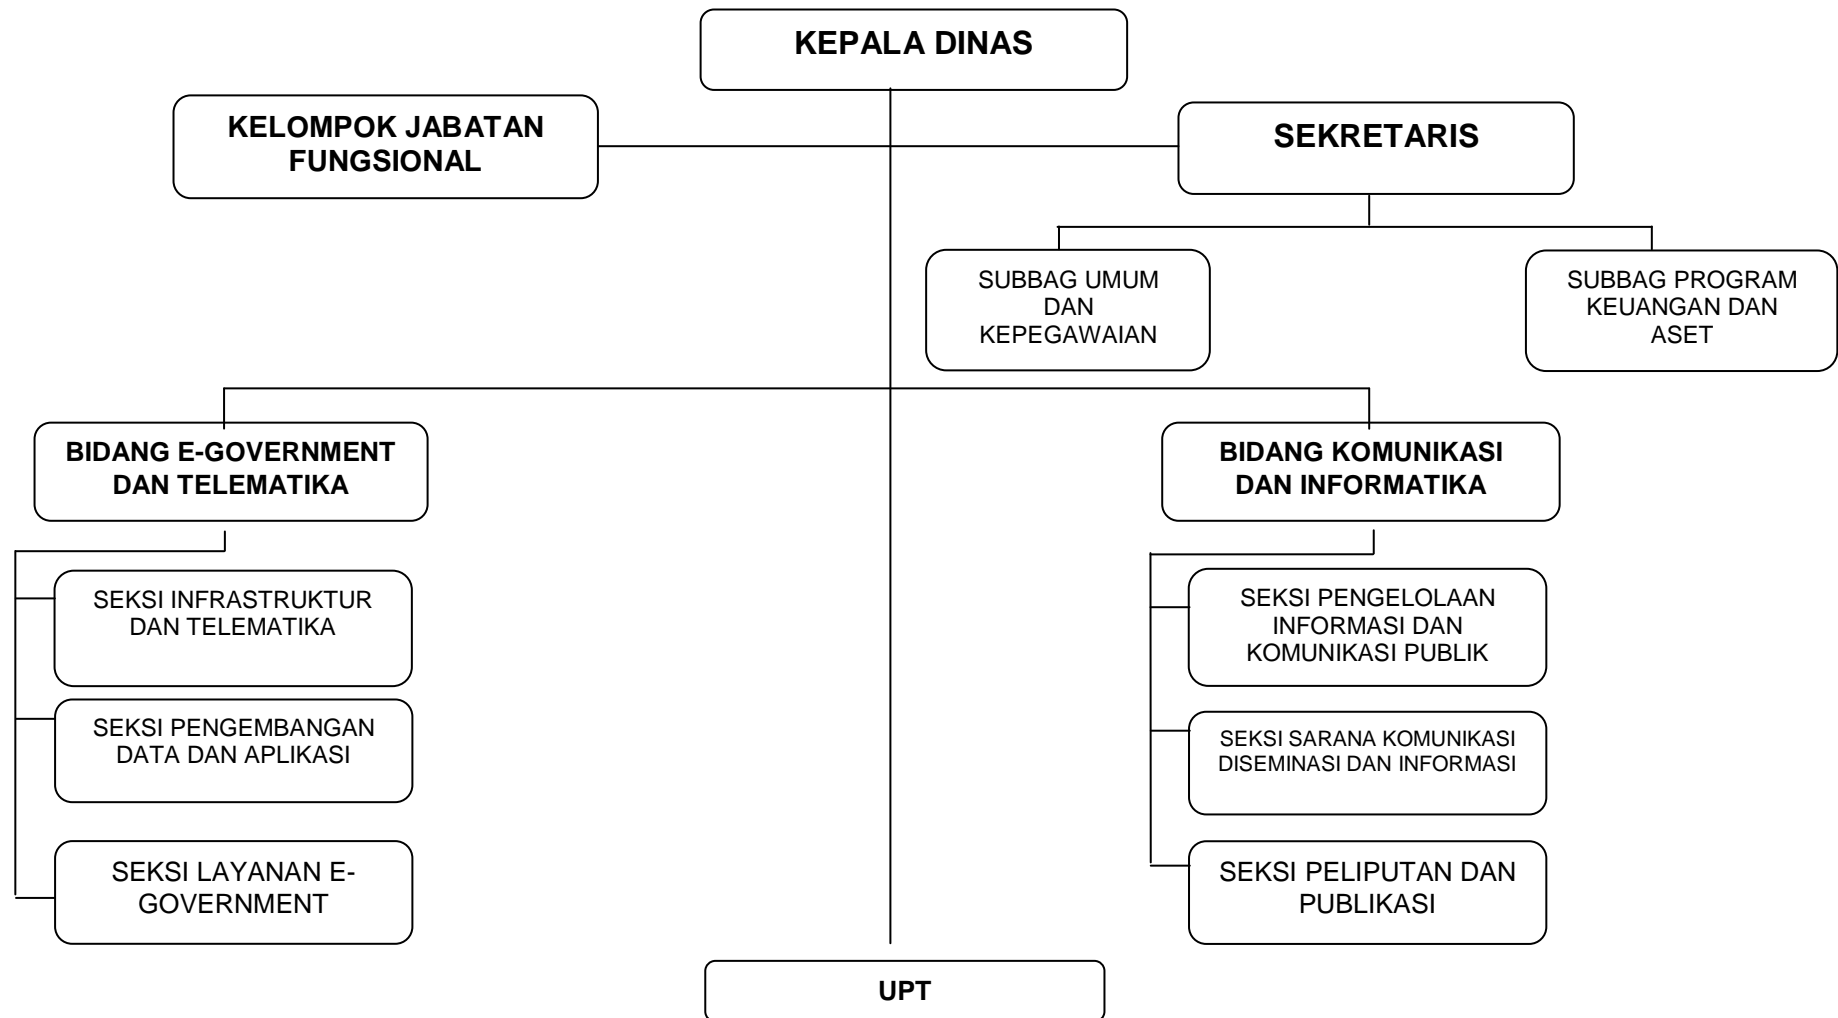 KEPALA DINAS
KELOMPOK JABATAN
FUNGSIONAL
SEKRETARIS
SUBBAG UMUM
DAN
KEPEGAWAIAN
SUBBAG PROGRAM
KEUANGAN DAN
ASET
BIDANG E-GOVERNMENT
DAN TELEMATIKA
BIDANG KOMUNIKASI
DAN INFORMATIKA
SEKSI INFRASTRUKTUR
DAN TELEMATIKA
SEKSI PENGEMBANGAN
DATA DAN APLIKASI
SEKSI LAYANAN E-
GOVERNMENT
SEKSI PENGELOLAAN
INFORMASI DAN
KOMUNIKASI PUBLIK
SEKSI SARANA KOMUNIKASI
DISEMINASI DAN INFORMASI
SEKSI PELIPUTAN DAN
PUBLIKASI
UPT